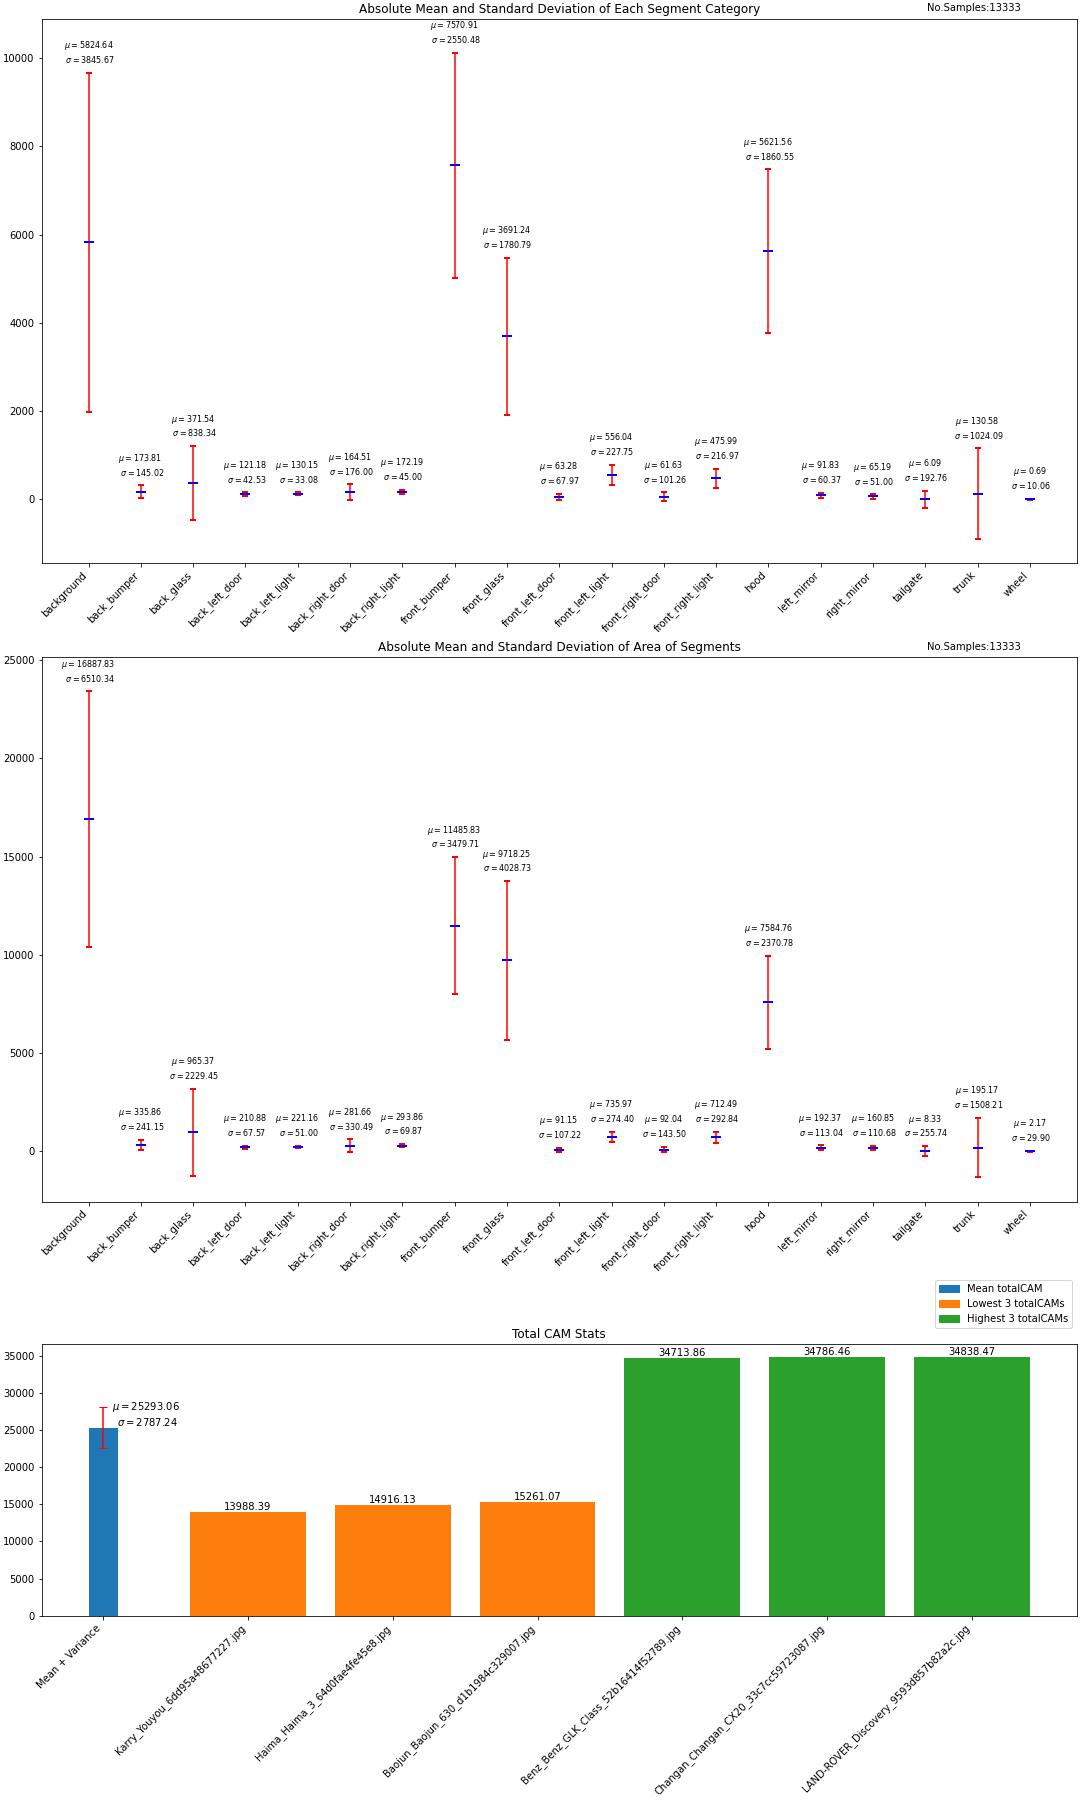 Absolute Mean and Standard Deviation of Each Segment Category
No.Samples:13333
10000
8000
6000
4000
2000
0
μ = 5824.64
σ = 3845.67
μ = 173.81
σ = 145.02
μ = 371.54
σ = 838.34
μ = 121.18
σ = 42.53
μ = 130.15
σ = 33.08
μ = 164.51
σ = 176.00
μ = 172.19
σ = 45.00
μ = 7570.91
σ = 2550.48
μ = 3691.24
σ = 1780.79
μ = 63.28
σ = 67.97
μ = 556.04
σ = 227.75
μ = 61.63
σ = 101.26
μ = 475.99
σ = 216.97
μ = 5621.56
σ = 1860.55
μ = 91.83
σ = 60.37
μ = 65.19
σ = 51.00
μ = 6.09
σ = 192.76
μ = 130.58
σ = 1024.09
μ = 0.69
σ = 10.06
background
back_bumper
back_glass
back_left_door
back_left_light
back_right_door
back_right_light
front_bumper
front_glass
front_left_door
front_left_light
front_right_door
front_right_light
hood
left_mirror
right_mirror
tailgate
trunk
wheel
Absolute Mean and Standard Deviation of Area of Segments
No.Samples:13333
25000
20000
15000
10000
5000
0
μ = 16887.83
σ = 6510.34
μ = 335.86
σ = 241.15
μ = 965.37
σ = 2229.45
μ = 210.88
σ = 67.57
μ = 221.16
σ = 51.00
μ = 281.66
σ = 330.49
μ = 293.86
σ = 69.87
μ = 11485.83
σ = 3479.71
μ = 9718.25
σ = 4028.73
μ = 91.15
σ = 107.22
μ = 735.97
σ = 274.40
μ = 92.04
σ = 143.50
μ = 712.49
σ = 292.84
μ = 7584.76
σ = 2370.78
μ = 192.37
σ = 113.04
μ = 160.85
σ = 110.68
μ = 8.33
σ = 255.74
μ = 195.17
σ = 1508.21
μ = 2.17
σ = 29.90
background
back_bumper
back_glass
back_left_door
back_left_light
back_right_door
back_right_light
front_bumper
front_glass
front_left_door
front_left_light
front_right_door
front_right_light
hood
left_mirror
right_mirror
tailgate
trunk
wheel
Mean totalCAM
Lowest 3 totalCAMs
Highest 3 totalCAMs
Total CAM Stats
35000
30000
25000
20000
15000
10000
5000
0
μ = 25293.06
σ = 2787.24
13988.39
14916.13
15261.07
34713.86
34786.46
34838.47
Mean + Variance
Karry_Youyou_6dd95a48677227.jpg
Haima_Haima_3_64d0fae4fe45e8.jpg
Baojun_Baojun_630_d1b1984c329007.jpg
Benz_Benz_GLK_Class_52b16414f52789.jpg
Changan_Changan_CX20_33c7cc59723087.jpg
LAND-ROVER_Discovery_9593d857b82a2c.jpg